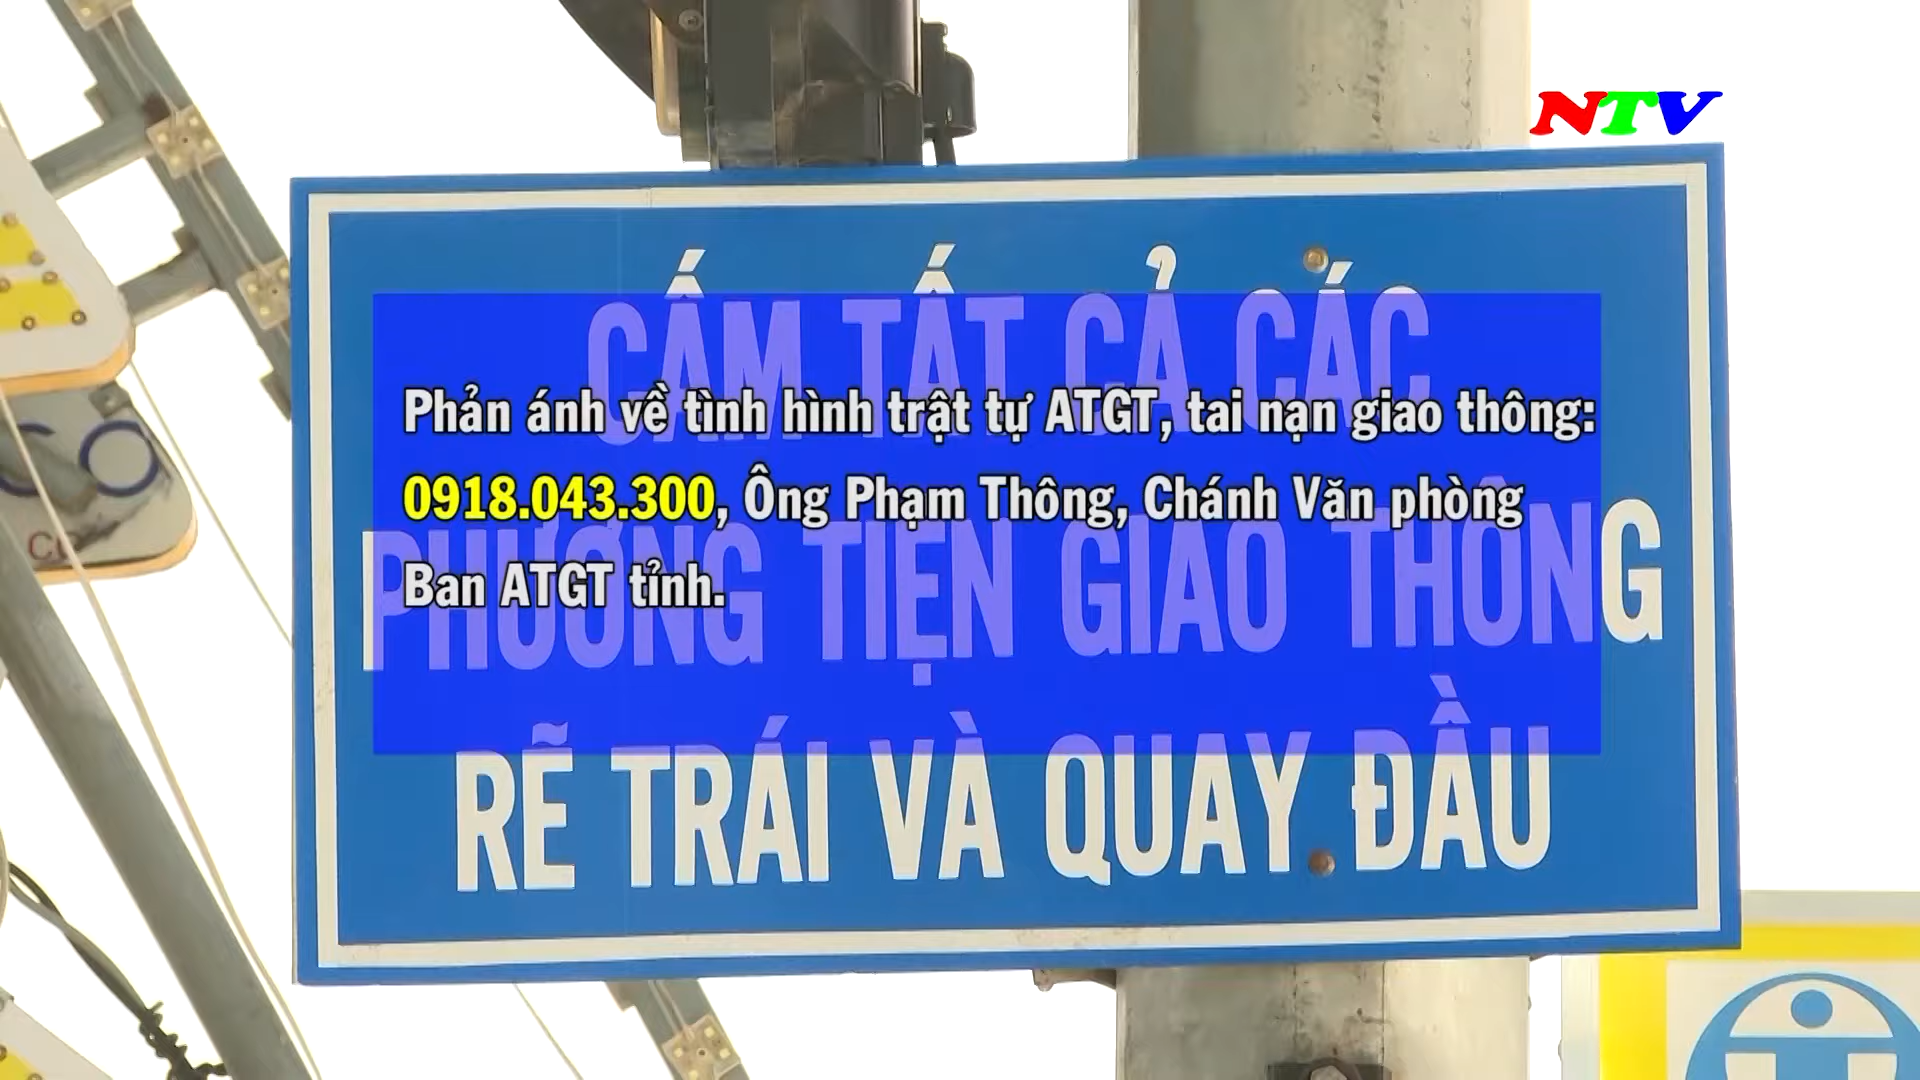 NTV
CẤM TẤT CẢ CÁC
Phản ánh về tình hình trật tự ATGT, tai nạn giao thông:
0918.043.300, Ông Phạm Thông, Chánh Văn phòng
Ban ATGT tỉnh.
PHƯƠNG TIỆN GIAO THÔNG
RẼ TRÁI VÀ QUAY ĐẦU
CO